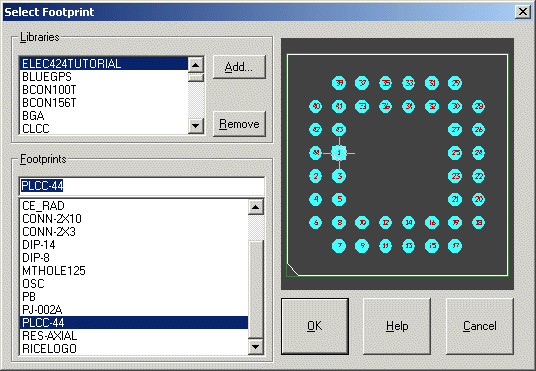 Select Footprint
Libraries
ELEC424TUTORIAL
BLUEGPS
BCON100T
BCON156T
BGA
CLCC
Add...
Remove
Footprints
PLCC-44
CE_RAD
CONN-2X10
CONN-2X3
DIP-14
DIP-8
MTHOLE125
OSC
PB
PJ-002A
PLCC-44
RES-AXIAL
RICELOGO
39 37 35 33 31 29
40 41 36 34 32 30 28
42 43 27 26
44 1 25 24
2 3 23 22
4 5 21 20
6 8 10 12 14 16 19 18
7 9 11 13 15 17
OK
Help
Cancel